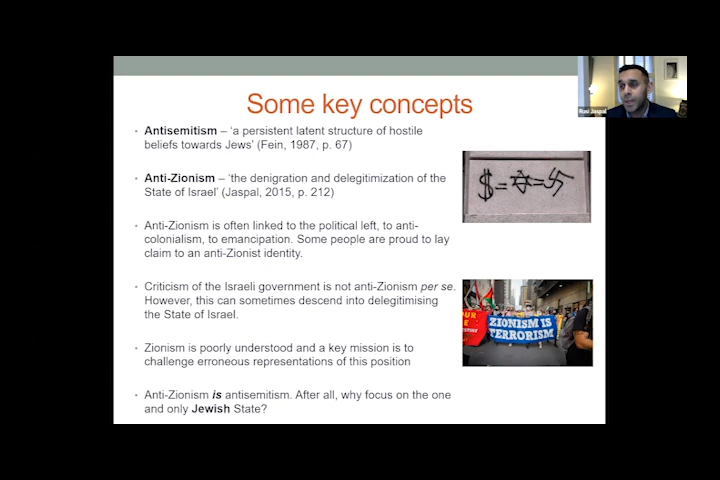 Some key concepts
Rusi Jaspal
• Antisemitism – ‘a persistent latent structure of hostile
beliefs towards Jews’ (Fein, 1987, p. 67)
• Anti-Zionism – ‘the denigration and delegitimization of the
State of Israel’ (Jaspal, 2015, p. 212)
• Anti-Zionism is often linked to the political left, to anti-
colonialism, to emancipation. Some people are proud to lay
claim to an anti-Zionist identity.
• Criticism of the Israeli government is not anti-Zionism per se.
However, this can sometimes descend into delegitimising
the State of Israel.
• Zionism is poorly understood and a key mission is to
challenge erroneous representations of this position
• Anti-Zionism is antisemitism. After all, why focus on the one
and only Jewish State?
$=✡=卐
ZIONISM IS
TERRORISM